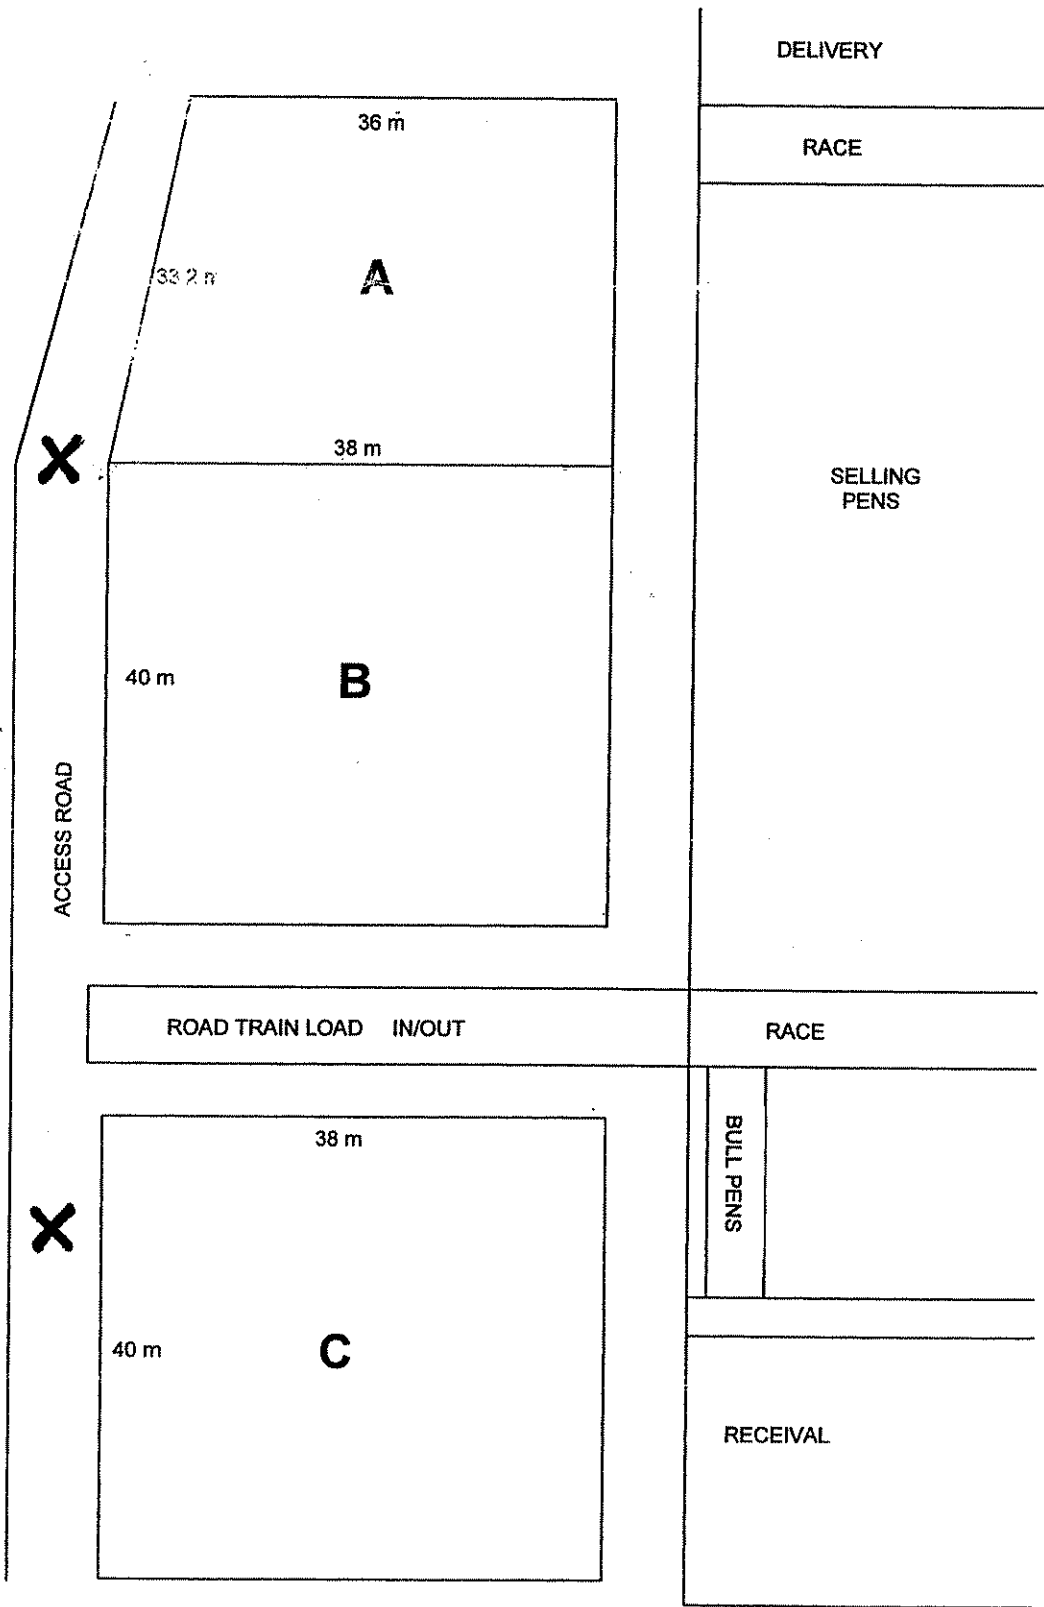 DELIVERY
36 m
RACE
33.2 m
A
X
38 m
SELLING
PENS
40 m
B
ACCESS ROAD
ROAD TRAIN LOAD IN/OUT
RACE
38 m
BULL PENS
X
40 m
C
RECEIVAL